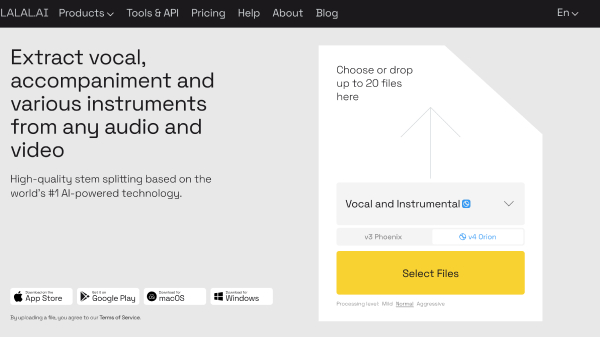 LALAL.AI Products Tools & API Pricing Help About Blog En
Extract vocal,
accompaniment and
various instruments
from any audio and
video
High-quality stem splitting based on the
world's #1 AI-powered technology.
Download on the
App Store
Get it on
Google Play
Download for
macOS
Download for
Windows
By uploading a file, you agree to our Terms of Service.
Choose or drop
up to 20 files
here
Vocal and Instrumental
v3 Phoenix v4 Orion
Select Files
Processing level: Mild Normal Aggressive